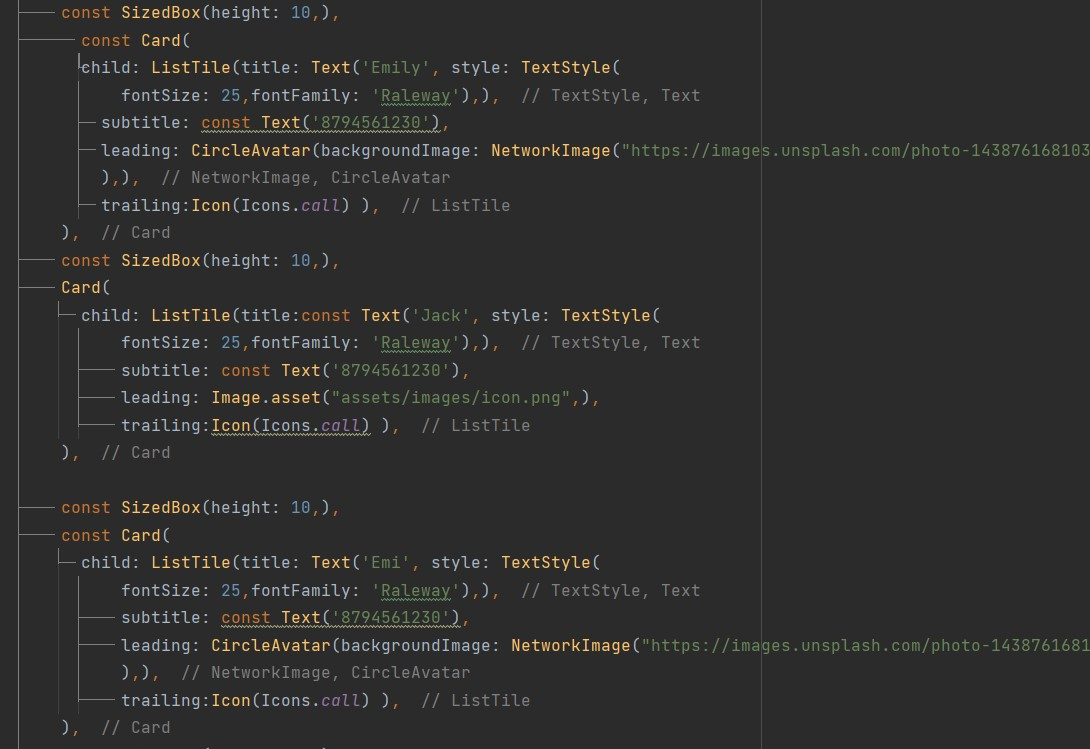 const SizedBox(height: 10,),
const Card(
child: ListTile(title: Text('Emily', style: TextStyle(
fontSize: 25,fontFamily: 'Raleway'),), // TextStyle, Text
subtitle: const Text('8794561230'),
leading: CircleAvatar(backgroundImage: NetworkImage("https://images.unsplash.com/photo-143876168103
),), // NetworkImage, CircleAvatar
trailing:Icon(Icons.call) ), // ListTile
), // Card
const SizedBox(height: 10,),
Card(
child: ListTile(title:const Text('Jack', style: TextStyle(
fontSize: 25,fontFamily: 'Raleway'),), // TextStyle, Text
subtitle: const Text('8794561230'),
leading: Image.asset("assets/images/icon.png",),
trailing:Icon(Icons.call) ), // ListTile
), // Card
const SizedBox(height: 10,),
const Card(
child: ListTile(title: Text('Emi', style: TextStyle(
fontSize: 25,fontFamily: 'Raleway'),), // TextStyle, Text
subtitle: const Text('8794561230'),
leading: CircleAvatar(backgroundImage: NetworkImage("https://images.unsplash.com/photo-1438761681
),), // NetworkImage, CircleAvatar
trailing:Icon(Icons.call) ), // ListTile
), // Card